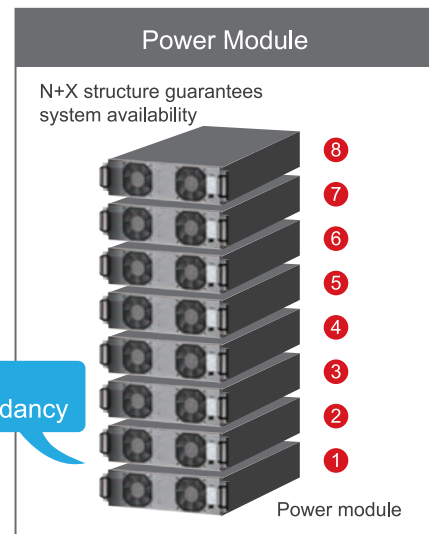 Power Module
N+X structure guarantees
system availability
8
7
6
5
4
3
2
1
dancy
Power module